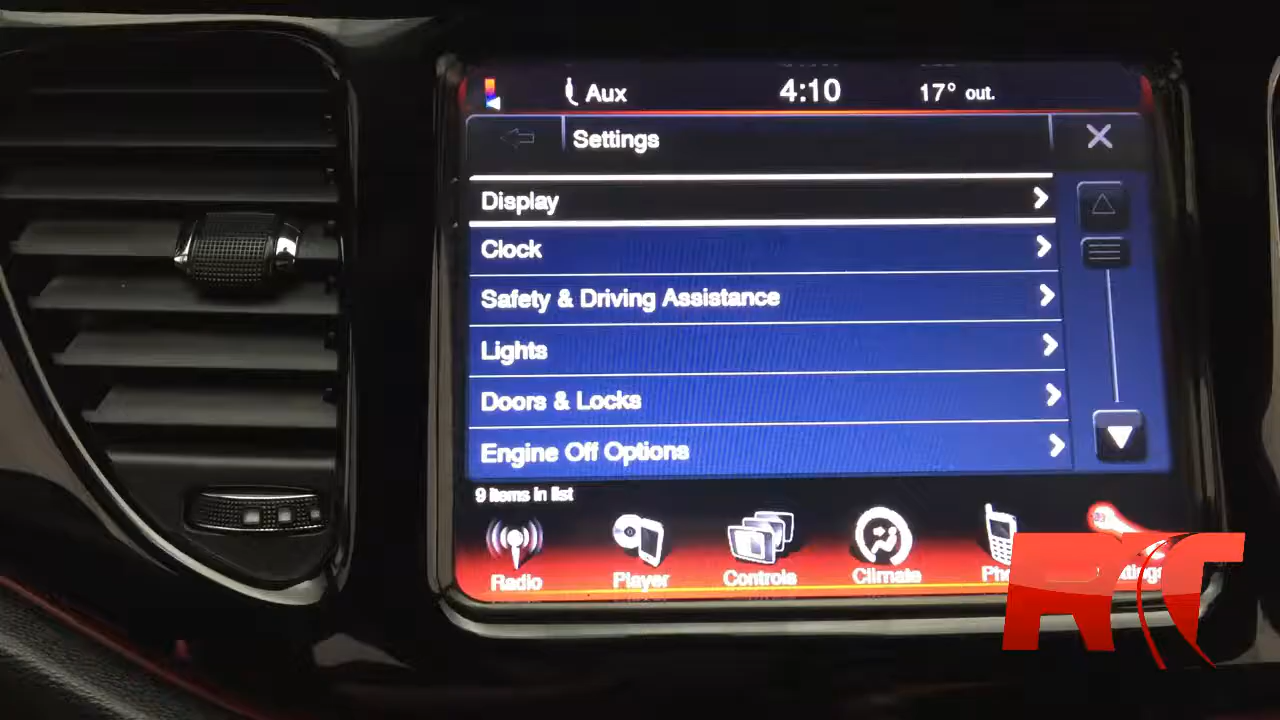 Aux 4:10 17° out.
Settings
Display
Clock
Safety & Driving Assistance
Lights
Doors & Locks
Engine Off Options
9 items in list
Radio Player Controls Climate
RT